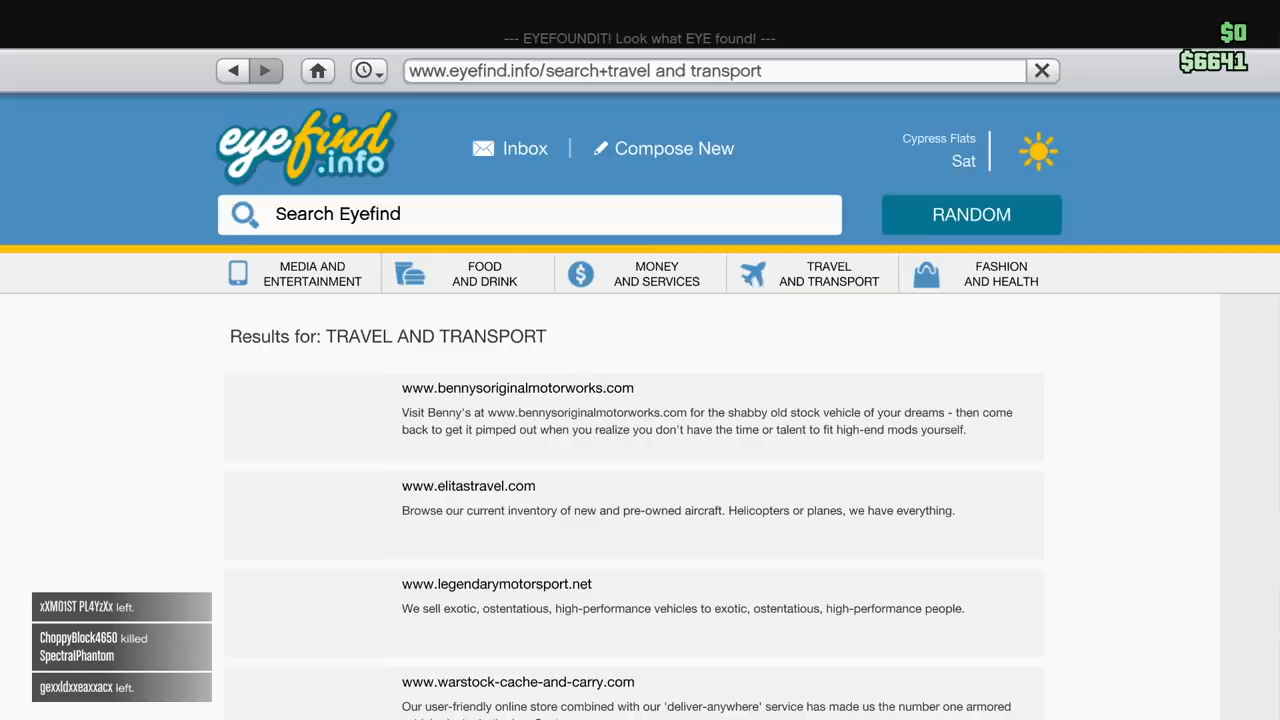 --- EYEFOUNDIT! Look what EYE found! ---
$0
$6641
www.eyefind.info/search+travel and transport
eyefind
.info
Inbox
Compose New
Cypress Flats
Sat
Search Eyefind
RANDOM
MEDIA AND
ENTERTAINMENT
FOOD
AND DRINK
MONEY
AND SERVICES
TRAVEL
AND TRANSPORT
FASHION
AND HEALTH
Results for: TRAVEL AND TRANSPORT
www.bennysoriginalmotorworks.com
Visit Benny's at www.bennysoriginalmotorworks.com for the shabby old stock vehicle of your dreams - then come
back to get it pimped out when you realize you don't have the time or talent to fit high-end mods yourself.
www.elitastravel.com
Browse our current inventory of new and pre-owned aircraft. Helicopters or planes, we have everything.
www.legendarymotorsport.net
We sell exotic, ostentatious, high-performance vehicles to exotic, ostentatious, high-performance people.
www.warstock-cache-and-carry.com
Our user-friendly online store combined with our 'deliver-anywhere' service has made us the number one armored
xXM01ST PL4YzXx left.
ChoppyBlock4650 killed
SpectralPhantom
gexxldxxeaxxacx left.